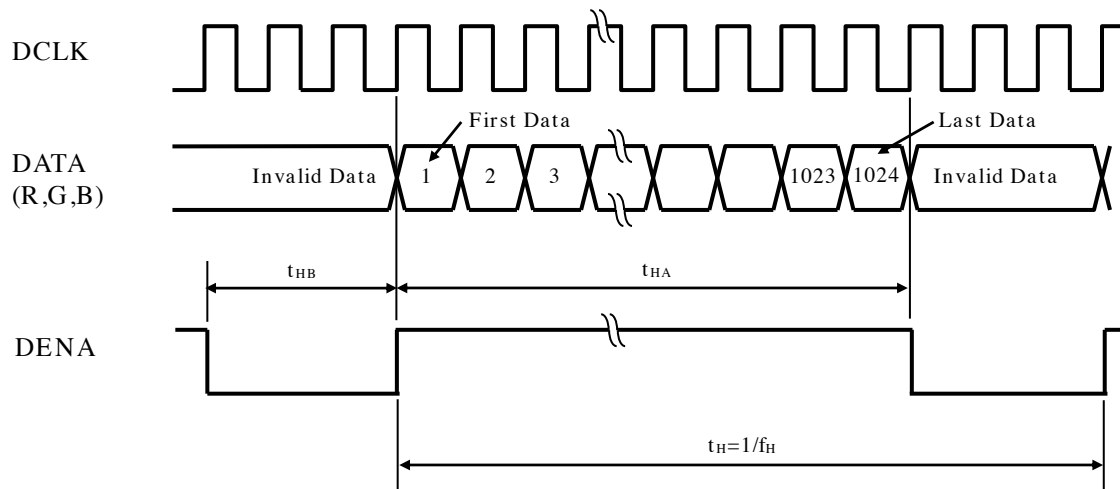 DCLK
First Data
Last Data
DATA
(R,G,B)
Invalid Data
1
2
3
1023
1024
Invalid Data
tHB
tHA
DENA
tH=1/fH